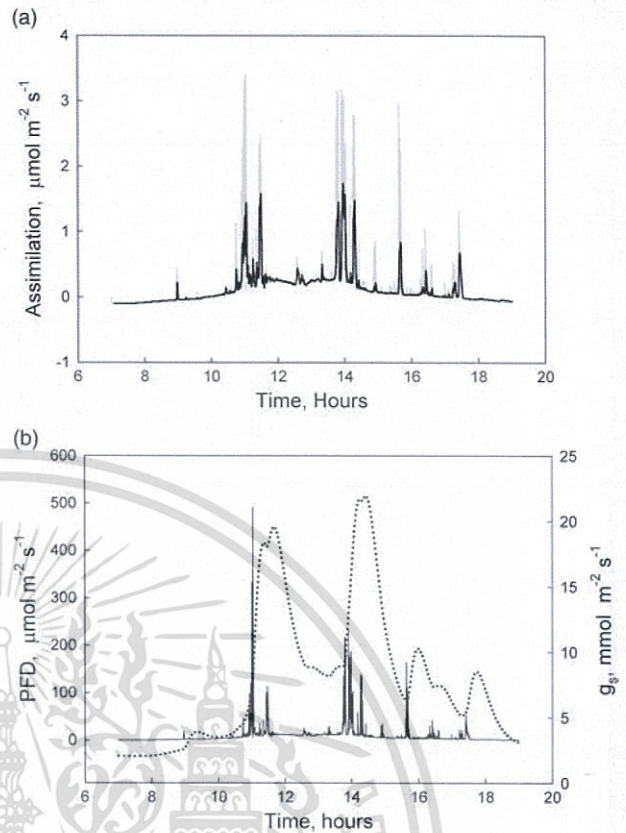 (a)
4
3
2
1
0
-1
Assimilation, μmol m⁻² s⁻¹
6 8 10 12 14 16 18 20
Time, Hours
(b)
600
500
400
300
200
100
0
PFD, μmol m⁻² s⁻¹
25
20
15
10
5
0
gₛ, mmol m⁻² s⁻¹
6 8 10 12 14 16 18 20
Time, hours